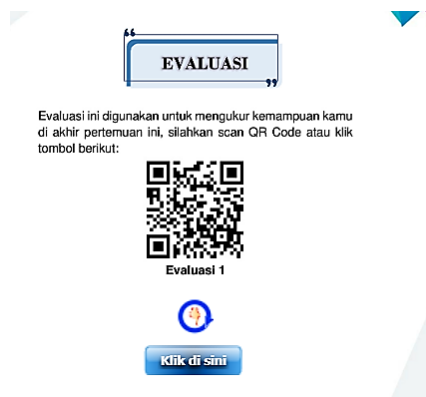 EVALUASI
Evaluasi ini digunakan untuk mengukur kemampuan kamu
di akhir pertemuan ini, silahkan scan QR Code atau klik
tombol berikut:
Evaluasi 1
Klik di sini